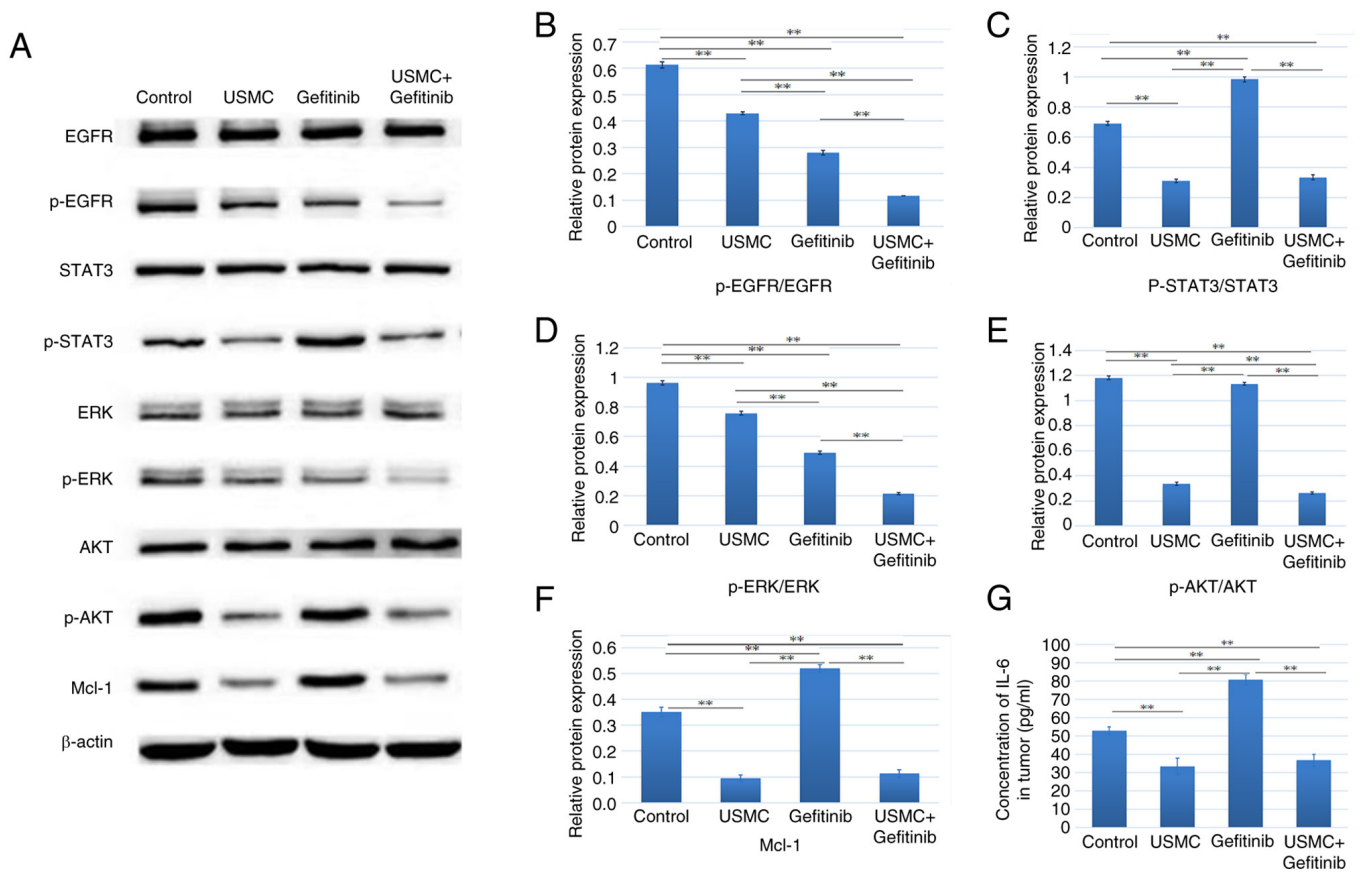 A
Control
USMC
Gefitinib
USMC+
Gefitinib
EGFR
p-EGFR
STAT3
p-STAT3
ERK
p-ERK
AKT
p-AKT
Mcl-1
β-actin
B
Relative protein expression
0.7
0.6
0.5
0.4
0.3
0.2
0.1
0
**
**
**
**
**
**
Control
USMC
Gefitinib
USMC+
Gefitinib
p-EGFR/EGFR
C
Relative protein expression
1.2
1
0.8
0.6
0.4
0.2
0
**
**
**
**
**
Control
USMC
Gefitinib
USMC+
Gefitinib
P-STAT3/STAT3
D
Relative protein expression
1.2
1
0.8
0.6
0.4
0.2
0
**
**
**
**
**
**
Control
USMC
Gefitinib
USMC+
Gefitinib
p-ERK/ERK
E
Relative protein expression
1.4
1.2
1
0.8
0.6
0.4
0.2
0
**
**
**
**
**
Control
USMC
Gefitinib
USMC+
Gefitinib
p-AKT/AKT
F
Relative protein expression
0.6
0.5
0.4
0.3
0.2
0.1
0.0
**
**
**
**
**
Control
USMC
Gefitinib
USMC+
Gefitinib
Mcl-1
G
Concentration of IL-6
in tumor (pg/ml)
100
90
80
70
60
50
40
30
20
10
0
**
**
**
**
**
Control
USMC
Gefitinib
USMC+
Gefitinib